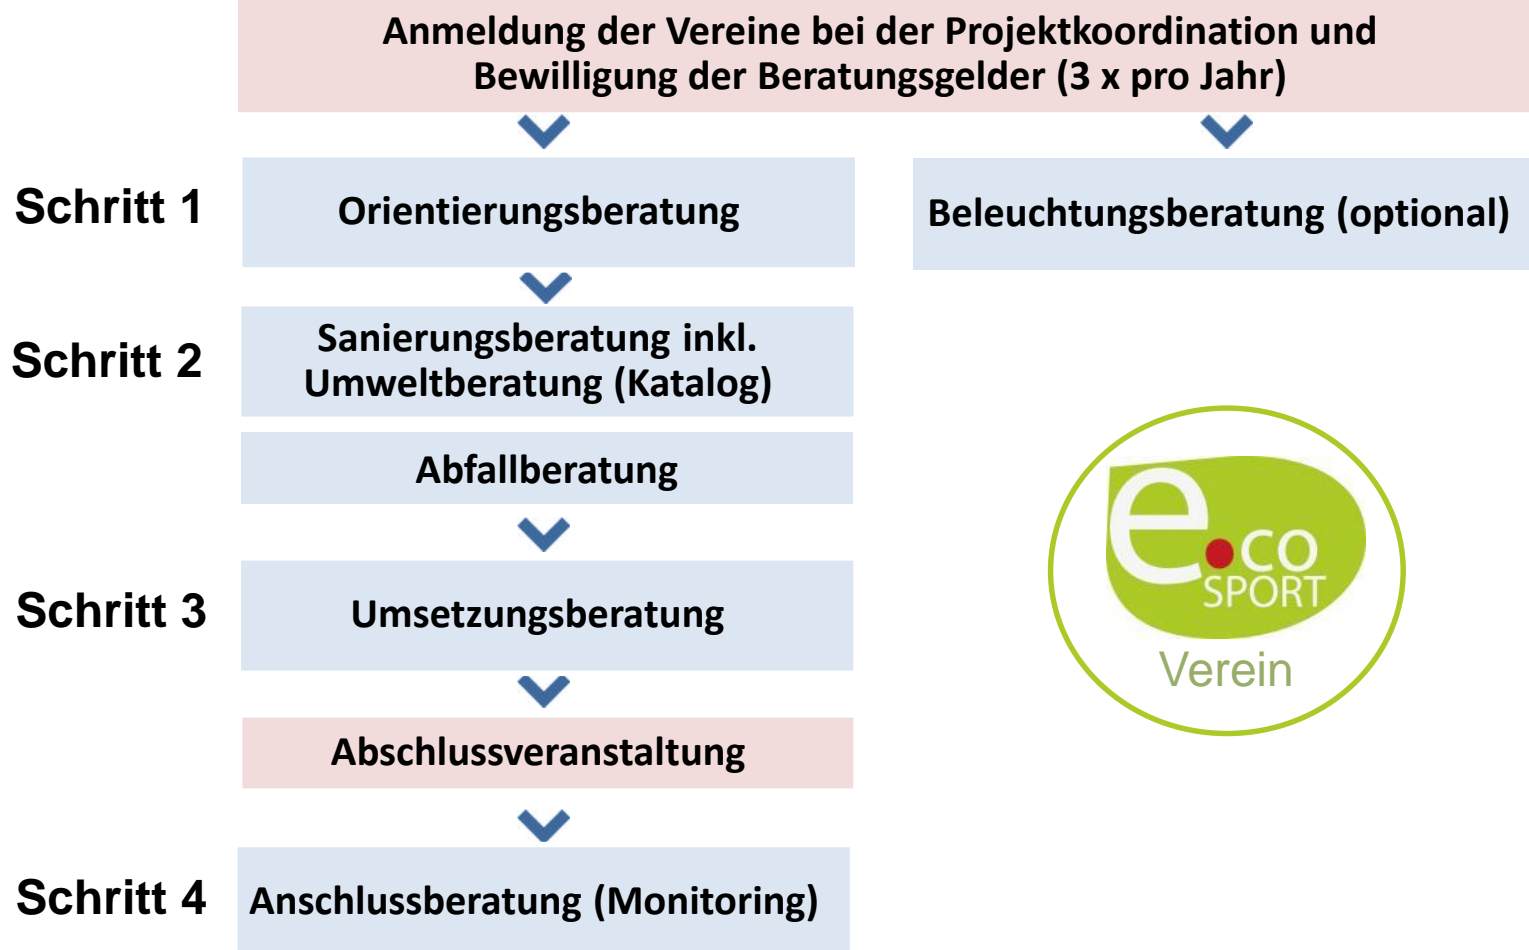 Anmeldung der Vereine bei der Projektkoordination und
Bewilligung der Beratungsgelder (3 x pro Jahr)
Schritt 1
Orientierungsberatung
Beleuchtungsberatung (optional)
Schritt 2
Sanierungsberatung inkl.
Umweltberatung (Katalog)
Abfallberatung
Schritt 3
Umsetzungsberatung
Abschlussveranstaltung
Schritt 4
Anschlussberatung (Monitoring)
e.co
SPORT
Verein